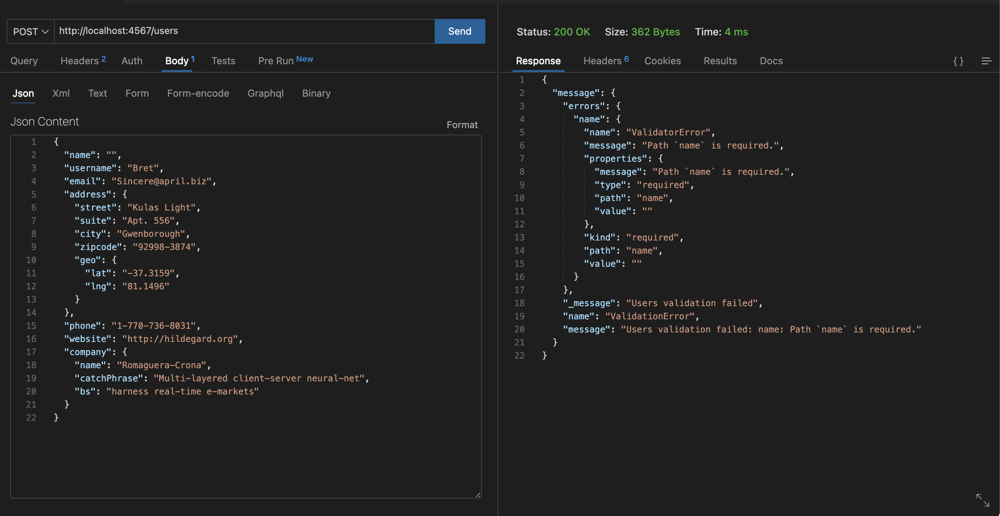 POST http://localhost:4567/users Send
Query Headers 2 Auth Body 1 Tests Pre Run New
Json Xml Text Form Form-encode Graphql Binary
Json Content Format
1 {
2 "name": "",
3 "username": "Bret",
4 "email": "Sincere@april.biz",
5 "address": {
6 "street": "Kulas Light",
7 "suite": "Apt. 556",
8 "city": "Gwenborough",
9 "zipcode": "92998-3874",
10 "geo": {
11 "lat": "-37.3159",
12 "lng": "81.1496"
13 }
14 },
15 "phone": "1-770-736-8031",
16 "website": "http://hildegard.org",
17 "company": {
18 "name": "Romaguera-Crona",
19 "catchPhrase": "Multi-layered client-server neural-net",
20 "bs": "harness real-time e-markets"
21 }
22 }
Status: 200 OK Size: 362 Bytes Time: 4 ms
Response Headers 6 Cookies Results Docs { }
1 {
2 "message": {
3 "errors": {
4 "name": {
5 "name": "ValidatorError",
6 "message": "Path `name` is required.",
7 "properties": {
8 "message": "Path `name` is required.",
9 "type": "required",
10 "path": "name",
11 "value": ""
12 },
13 "kind": "required",
14 "path": "name",
15 "value": ""
16 }
17 },
18 "_message": "Users validation failed",
19 "name": "ValidationError",
20 "message": "Users validation failed: name: Path `name` is required."
21 }
22 }